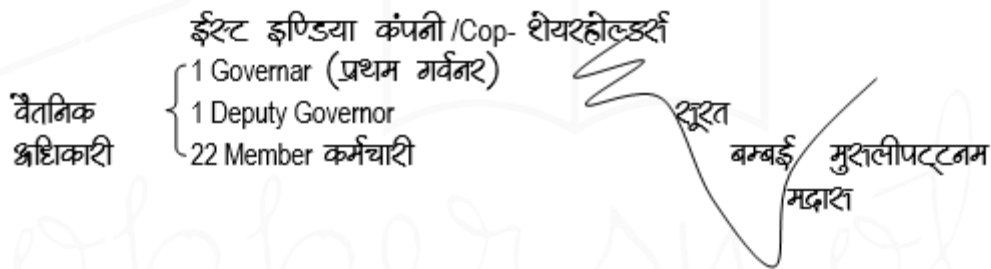 ईस्ट इण्डिया कंपनी /Cop- शेयरहोल्डर्स
1 Governar (प्रथम गर्वनर)
वैतनिक
अधिकारी
1 Deputy Governor
22 Member कर्मचारी
सूरत
बम्बई
मुसलीपट्टनम
मद्रास